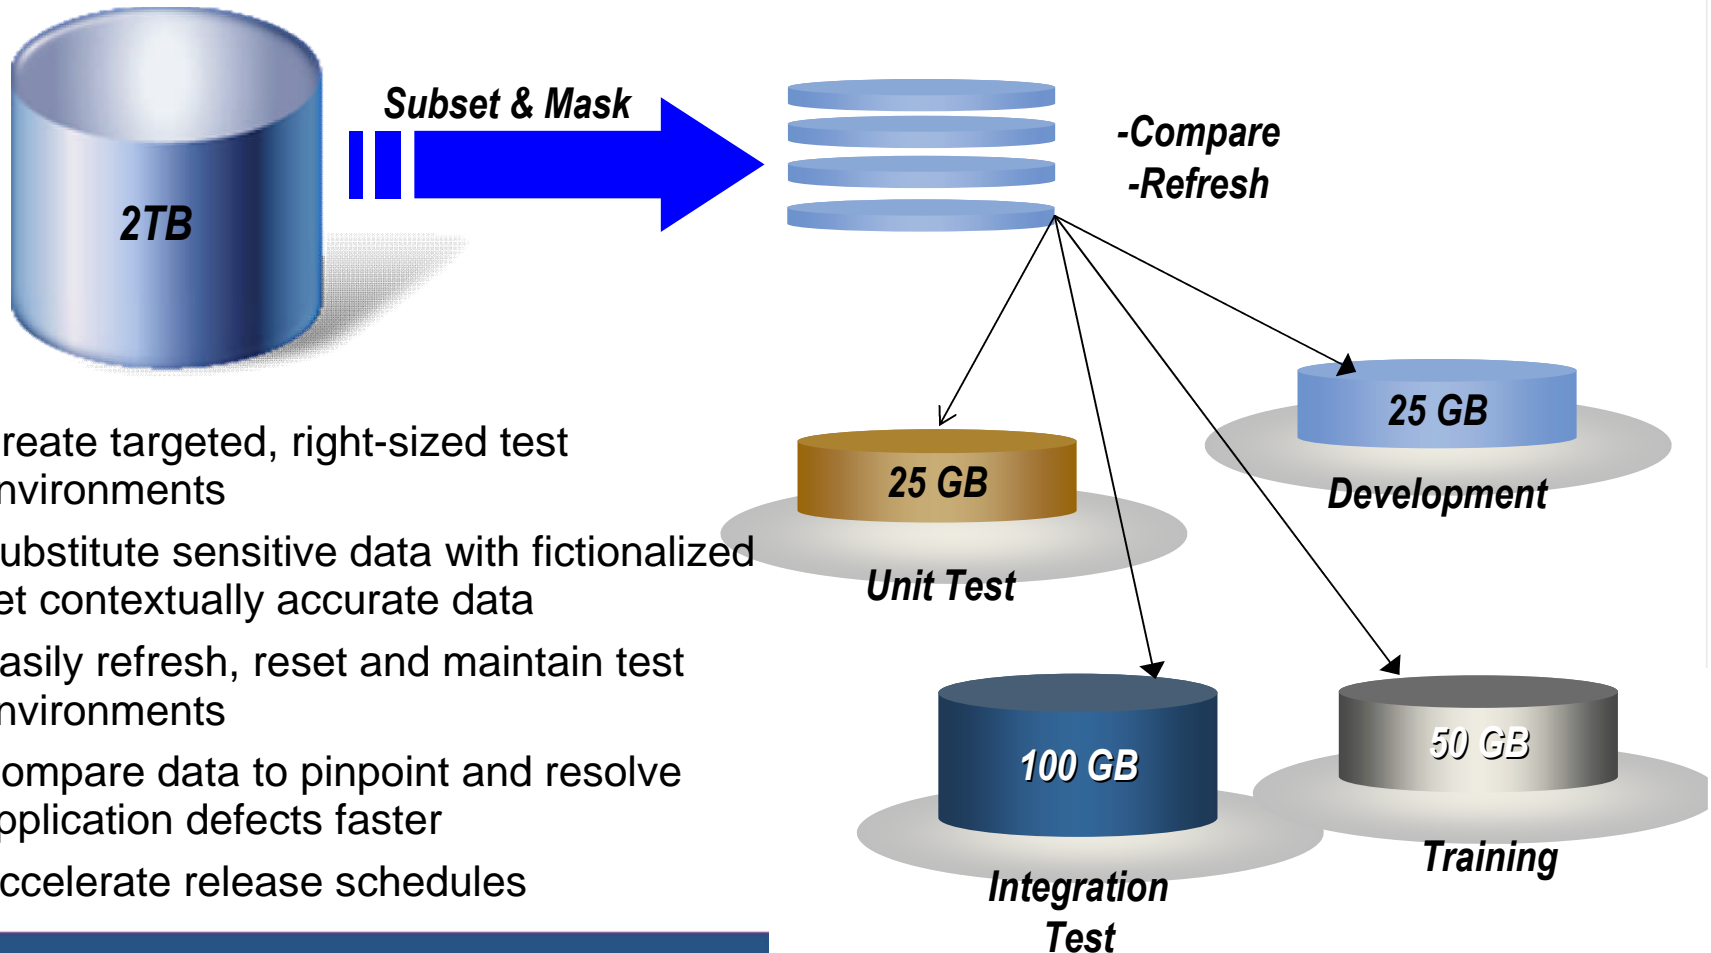 2TB
Subset & Mask
-Compare
-Refresh
25 GB
Development
25 GB
Unit Test
100 GB
Integration
Test
50 GB
Training
reate targeted, right-sized test
nvironments
ubstitute sensitive data with fictionalized
et contextually accurate data
asily refresh, reset and maintain test
nvironments
ompare data to pinpoint and resolve
pplication defects faster
ccelerate release schedules